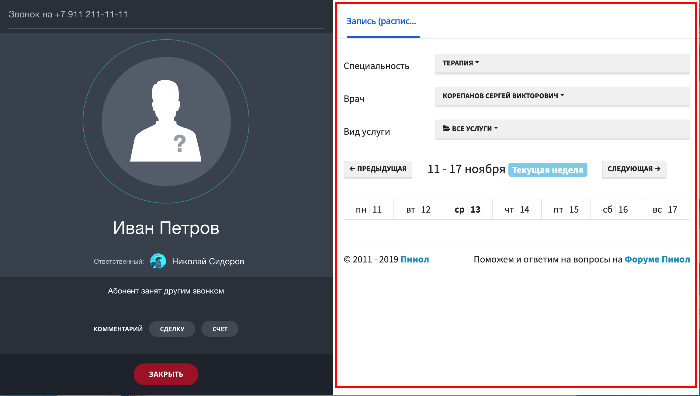 Звонок на +7 911 211-11-11
?
Иван Петров
Ответственный: Николай Сидоров
Абонент занят другим звонком
КОММЕНТАРИЙ СДЕЛКУ СЧЕТ
ЗАКРЫТЬ
Запись (распис...
Специальность ТЕРАПИЯ
Врач КОРЕПАНОВ СЕРГЕЙ ВИКТОРОВИЧ
Вид услуги ВСЕ УСЛУГИ
← ПРЕДЫДУЩАЯ 11 - 17 ноября Текущая неделя СЛЕДУЮЩАЯ →
пн 11 вт 12 ср 13 чт 14 пт 15 сб 16 вс 17
© 2011 - 2019 Пинол Поможем и ответим на вопросы на Форуме Пинол